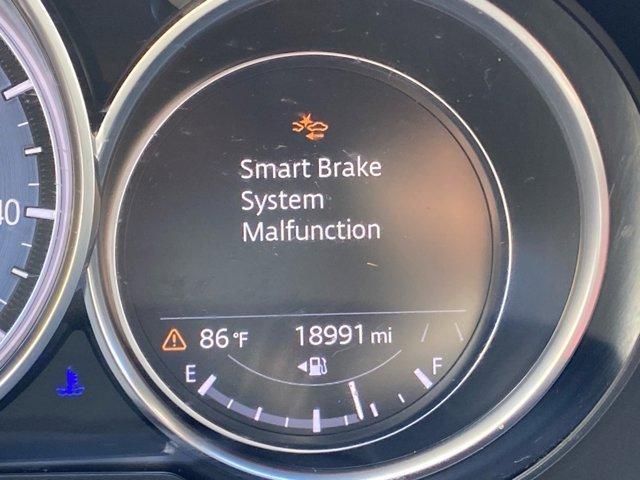 Smart Brake
System
Malfunction
86°F 18991 mi
E F
40